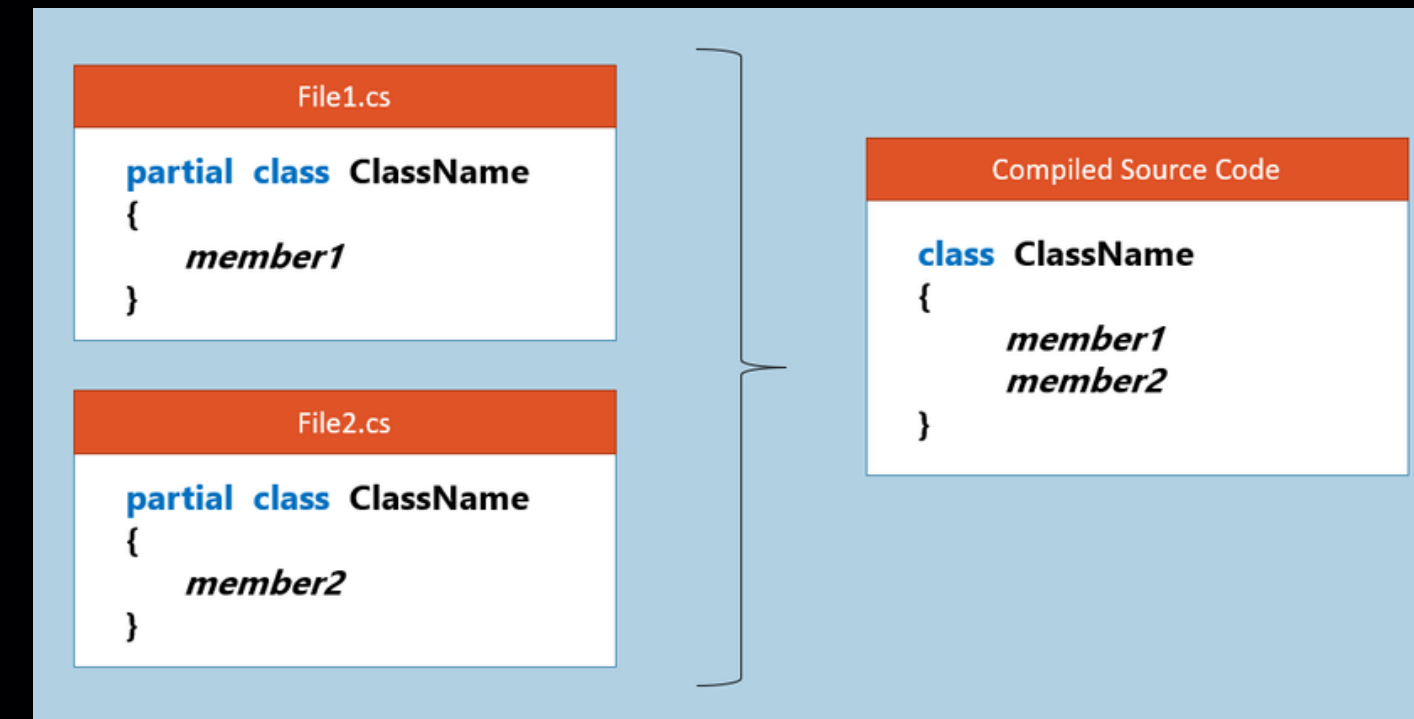 File1.cs
partial class ClassName
{
member1
}
File2.cs
partial class ClassName
{
member2
}
Compiled Source Code
class ClassName
{
member1
member2
}